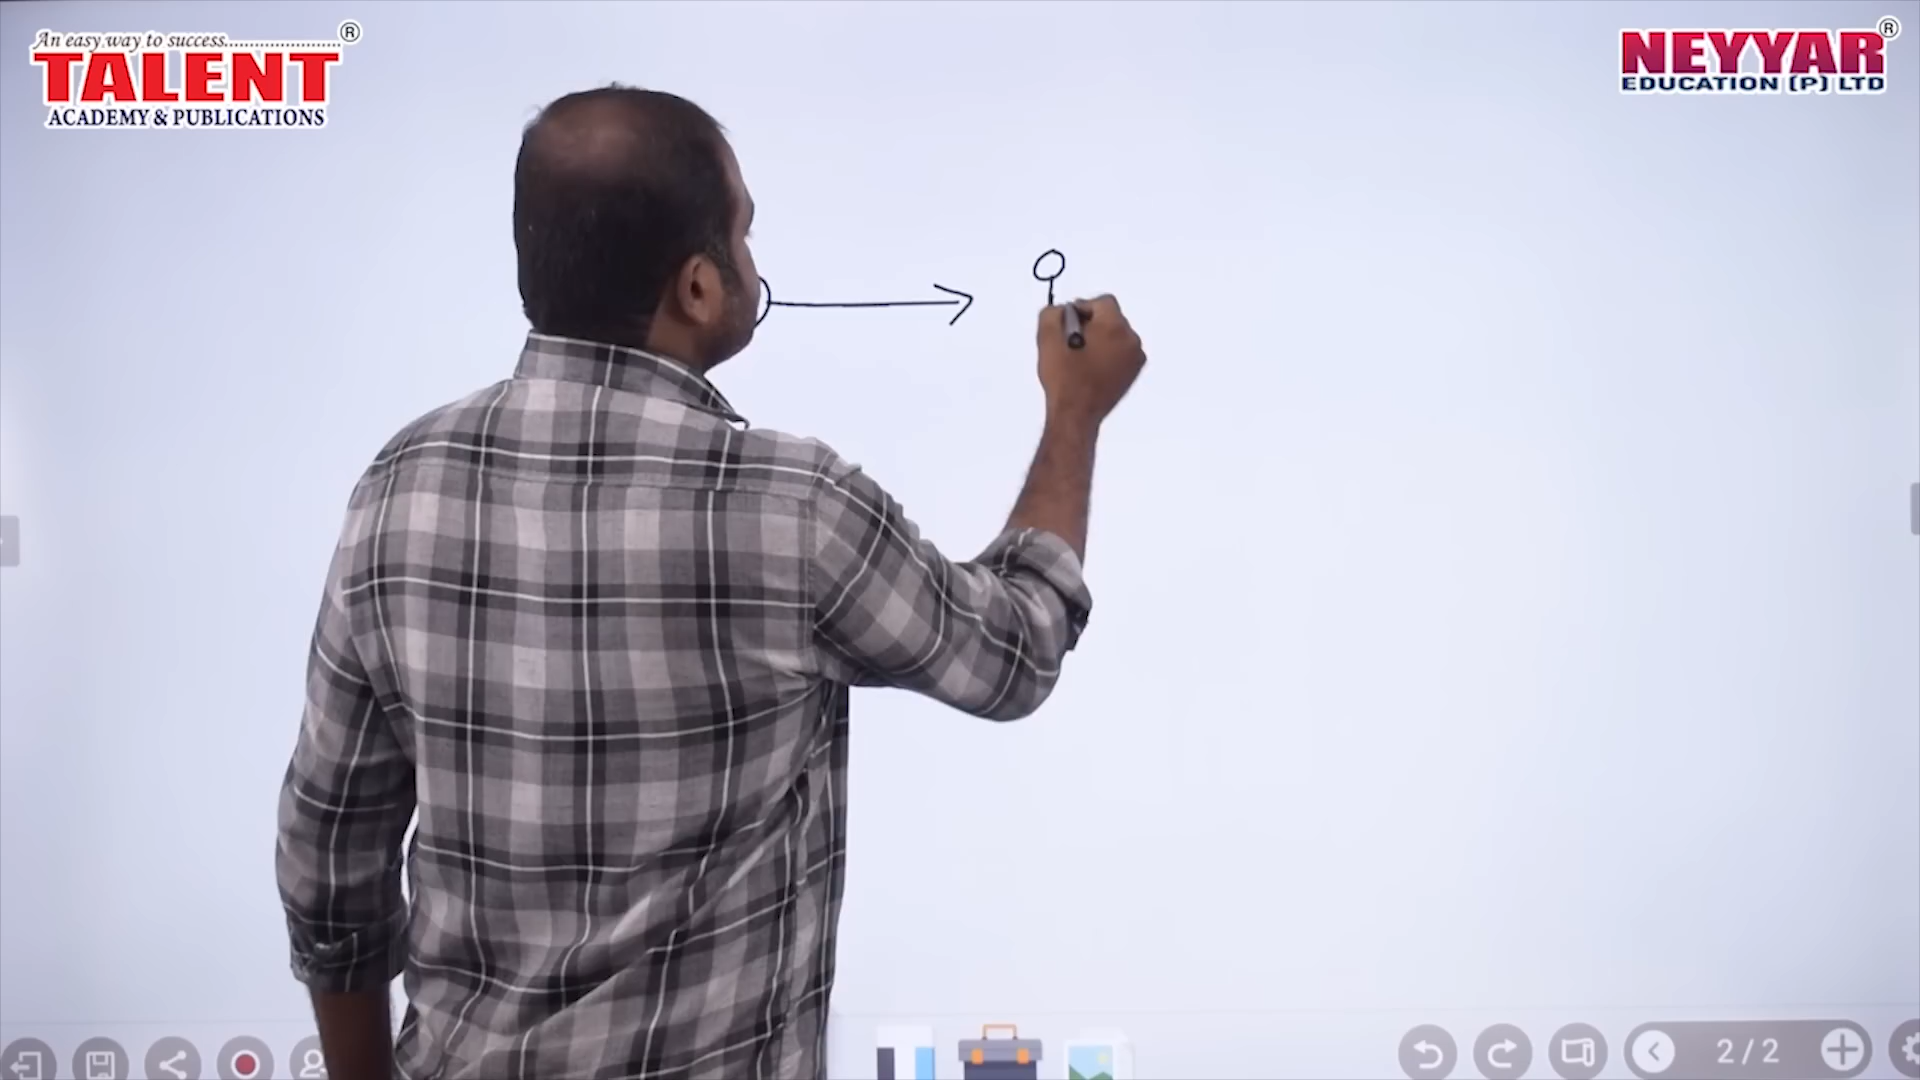 An easy way to success........................ ®
TALENT
ACADEMY & PUBLICATIONS
NEYYAR ®
EDUCATION (P) LTD
2/2